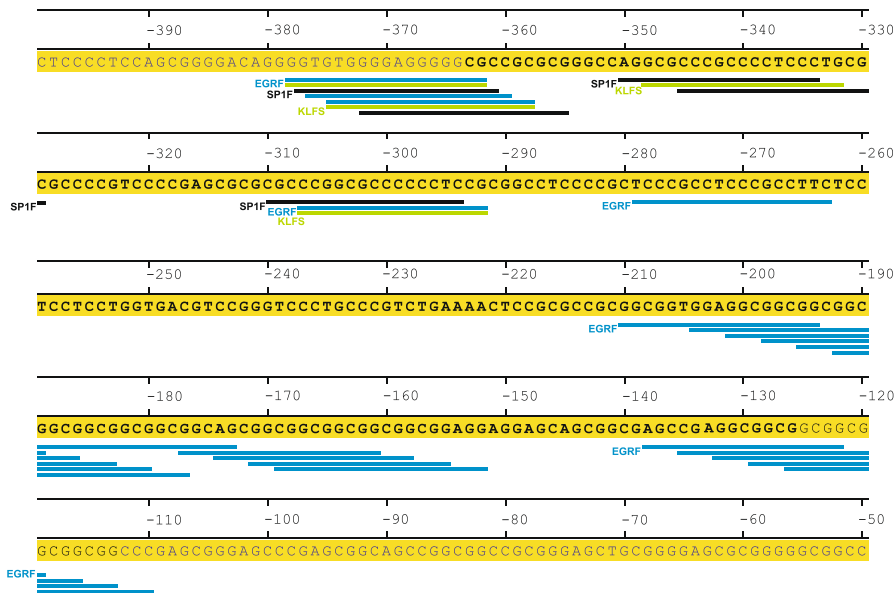 -390 -380 -370 -360 -350 -340 -330
CTCCCCTCCAGCGGGGACAGGGGTGTGGGGAGGGGGCGCCGCGCGGGCCAGGCGCCCGCCCCTCCCTGCG
EGRF SP1F
KLFS
SP1F
KLFS
-320 -310 -300 -290 -280 -270 -260
CGCCCCGTCCCCGAGCGCGCGCCCGGCGCCCCCCTCCGCGGCCTCCCCGCTCCCGCCTCCCGCCTTCTCC
SP1F SP1F EGRF
EGRF
KLFS
-250 -240 -230 -220 -210 -200 -190
TCCTCCTGGTGACGTCCGGGTCCCTGCCCGTCTGAAAACTCCGCGCCGCGGCGGTGGAGGCGGCGGCGGC
EGRF
-180 -170 -160 -150 -140 -130 -120
GGCGGCGGCGGCGGCAGCGGCGGCGGCGGCGGCGGAGGAGGAGCAGCGGCGAGCCGAGGCGGCGGCGGCG
EGRF
-110 -100 -90 -80 -70 -60 -50
GCGGCGGCCCGAGCGGGAGCCCGAGCGGCAGCCGGCGGCCGCGGGAGCTGCGGGGAGCGCGGGGGCGGCC
EGRF